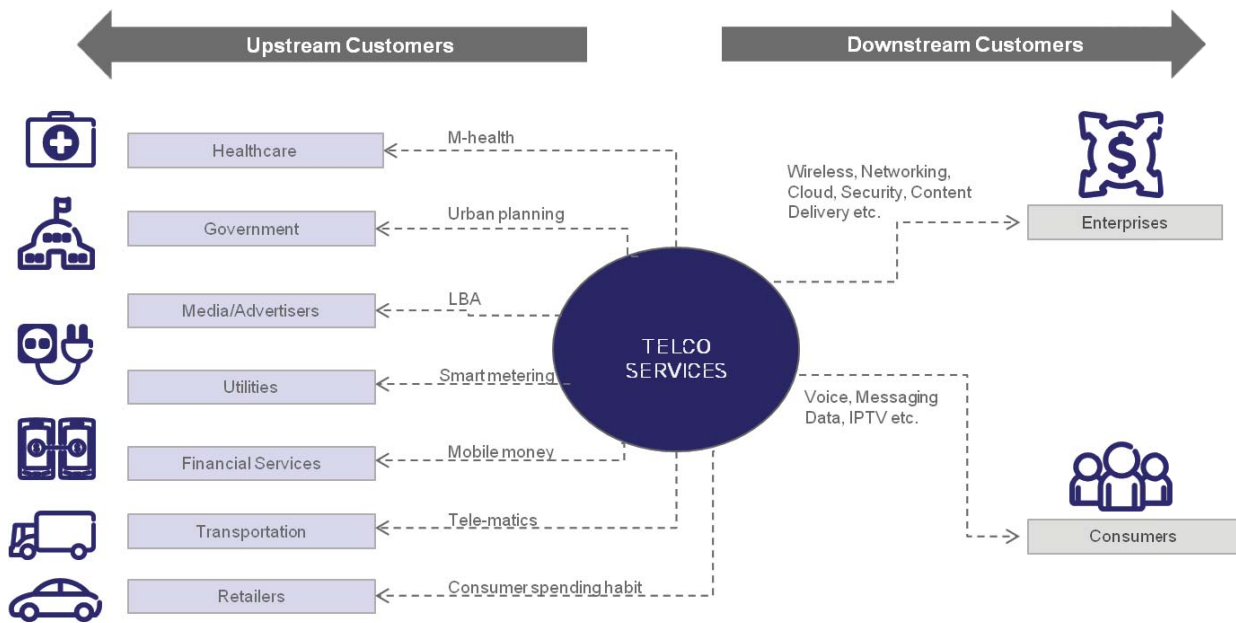 Upstream Customers
Downstream Customers
Healthcare
M-health
Government
Urban planning
Media/Advertisers
LBA
Utilities
Smart metering
Financial Services
Mobile money
Transportation
Tele-matics
Retailers
Consumer spending habit
TELCO
SERVICES
Wireless, Networking,
Cloud, Security, Content
Delivery etc.
Enterprises
Voice, Messaging
Data, IPTV etc.
Consumers